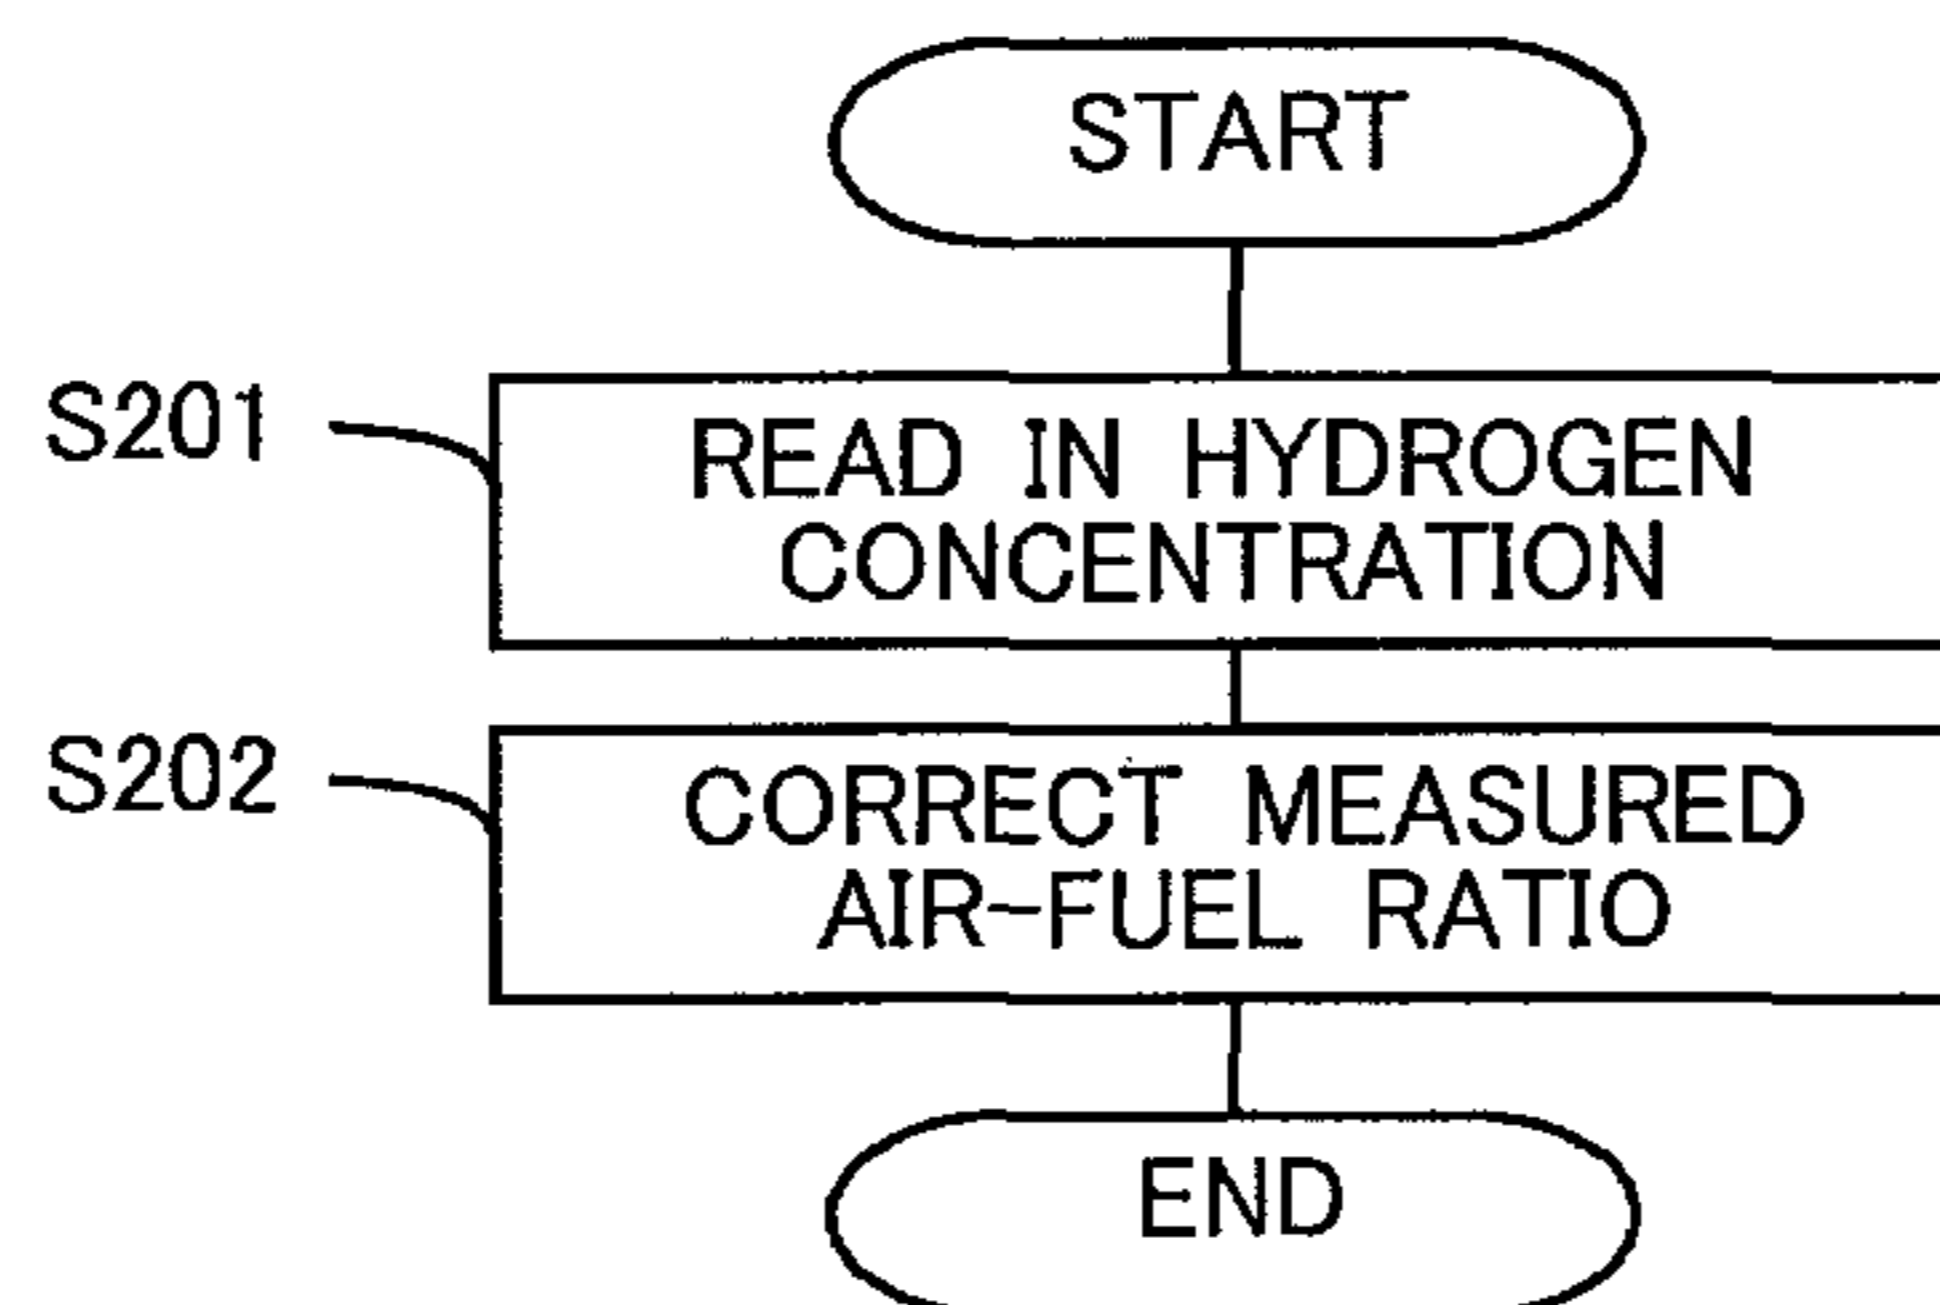 START
S201
READ IN HYDROGEN
CONCENTRATION
S202
CORRECT MEASURED
AIR-FUEL RATIO
END